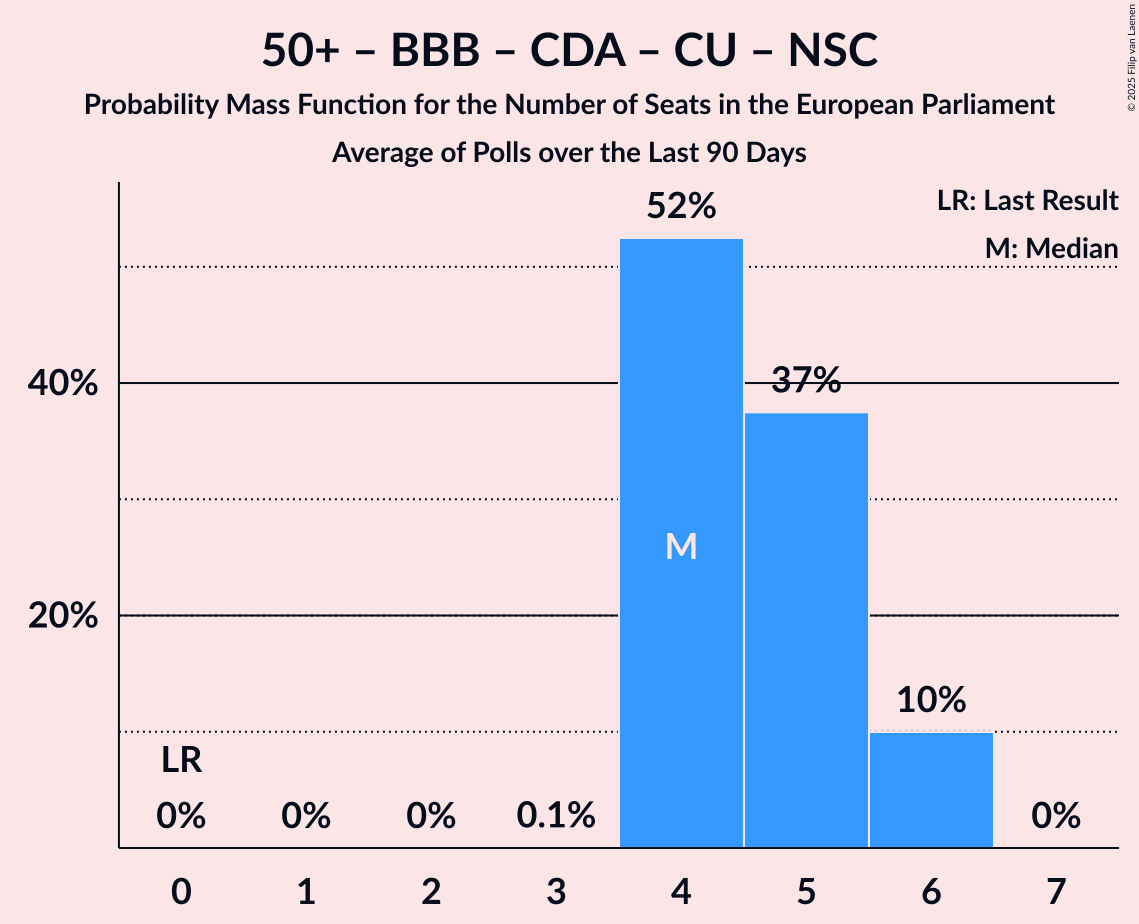 50+ – BBB – CDA – CU – NSC
Probability Mass Function for the Number of Seats in the European Parliament
Average of Polls over the Last 90 Days
© 2025 Filip van Laenen
LR: Last Result
M: Median
52%
40%
37%
M
20%
10%
LR
0% 0% 0% 0.1% 0%
0 1 2 3 4 5 6 7